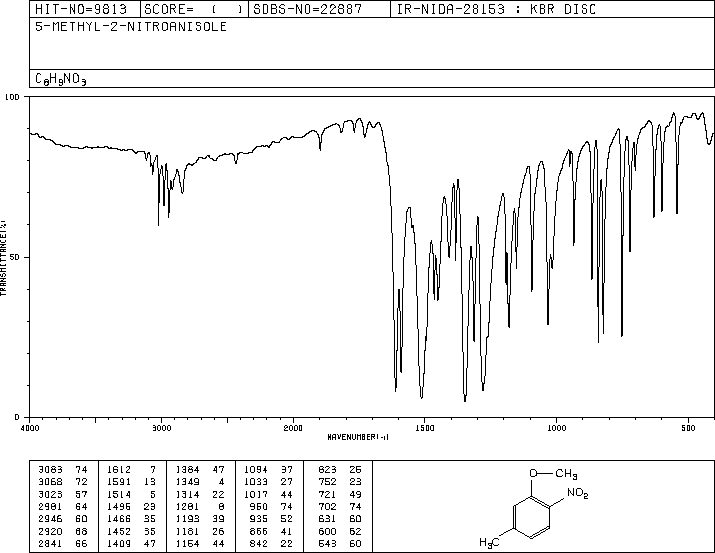 HIT-NO=9813 SCORE= ( ) SDBS-NO=22887 IR-NIDA-28153 : KBR DISC
5-METHYL-2-NITROANISOLE
C8H9NO3
100
50
0
TRANSMITTANCE(%)
4000 3000 2000 1500 1000 500
WAVENUMBER(-1)
3083 74 1612 7 1384 47 1094 37 823 25
3068 72 1591 13 1349 4 1033 27 752 23
3023 57 1514 5 1314 22 1017 44 721 49
2981 64 1495 23 1281 8 950 74 702 74
2946 60 1466 35 1193 39 935 52 631 60
2920 68 1452 35 1181 26 866 41 600 62
2841 66 1409 47 1154 44 842 22 543 60
O CH3
NO2
H3C